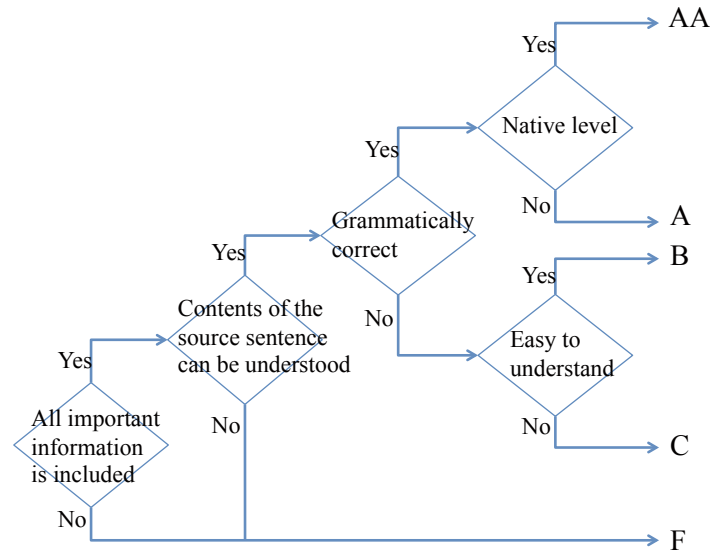 AA
Yes
Native level
Yes
No
A
Grammatically
correct
B
Yes
Yes
No
Contents of the
source sentence
can be understood
Easy to
understand
Yes
No
No
All important
information
is included
C
No
F